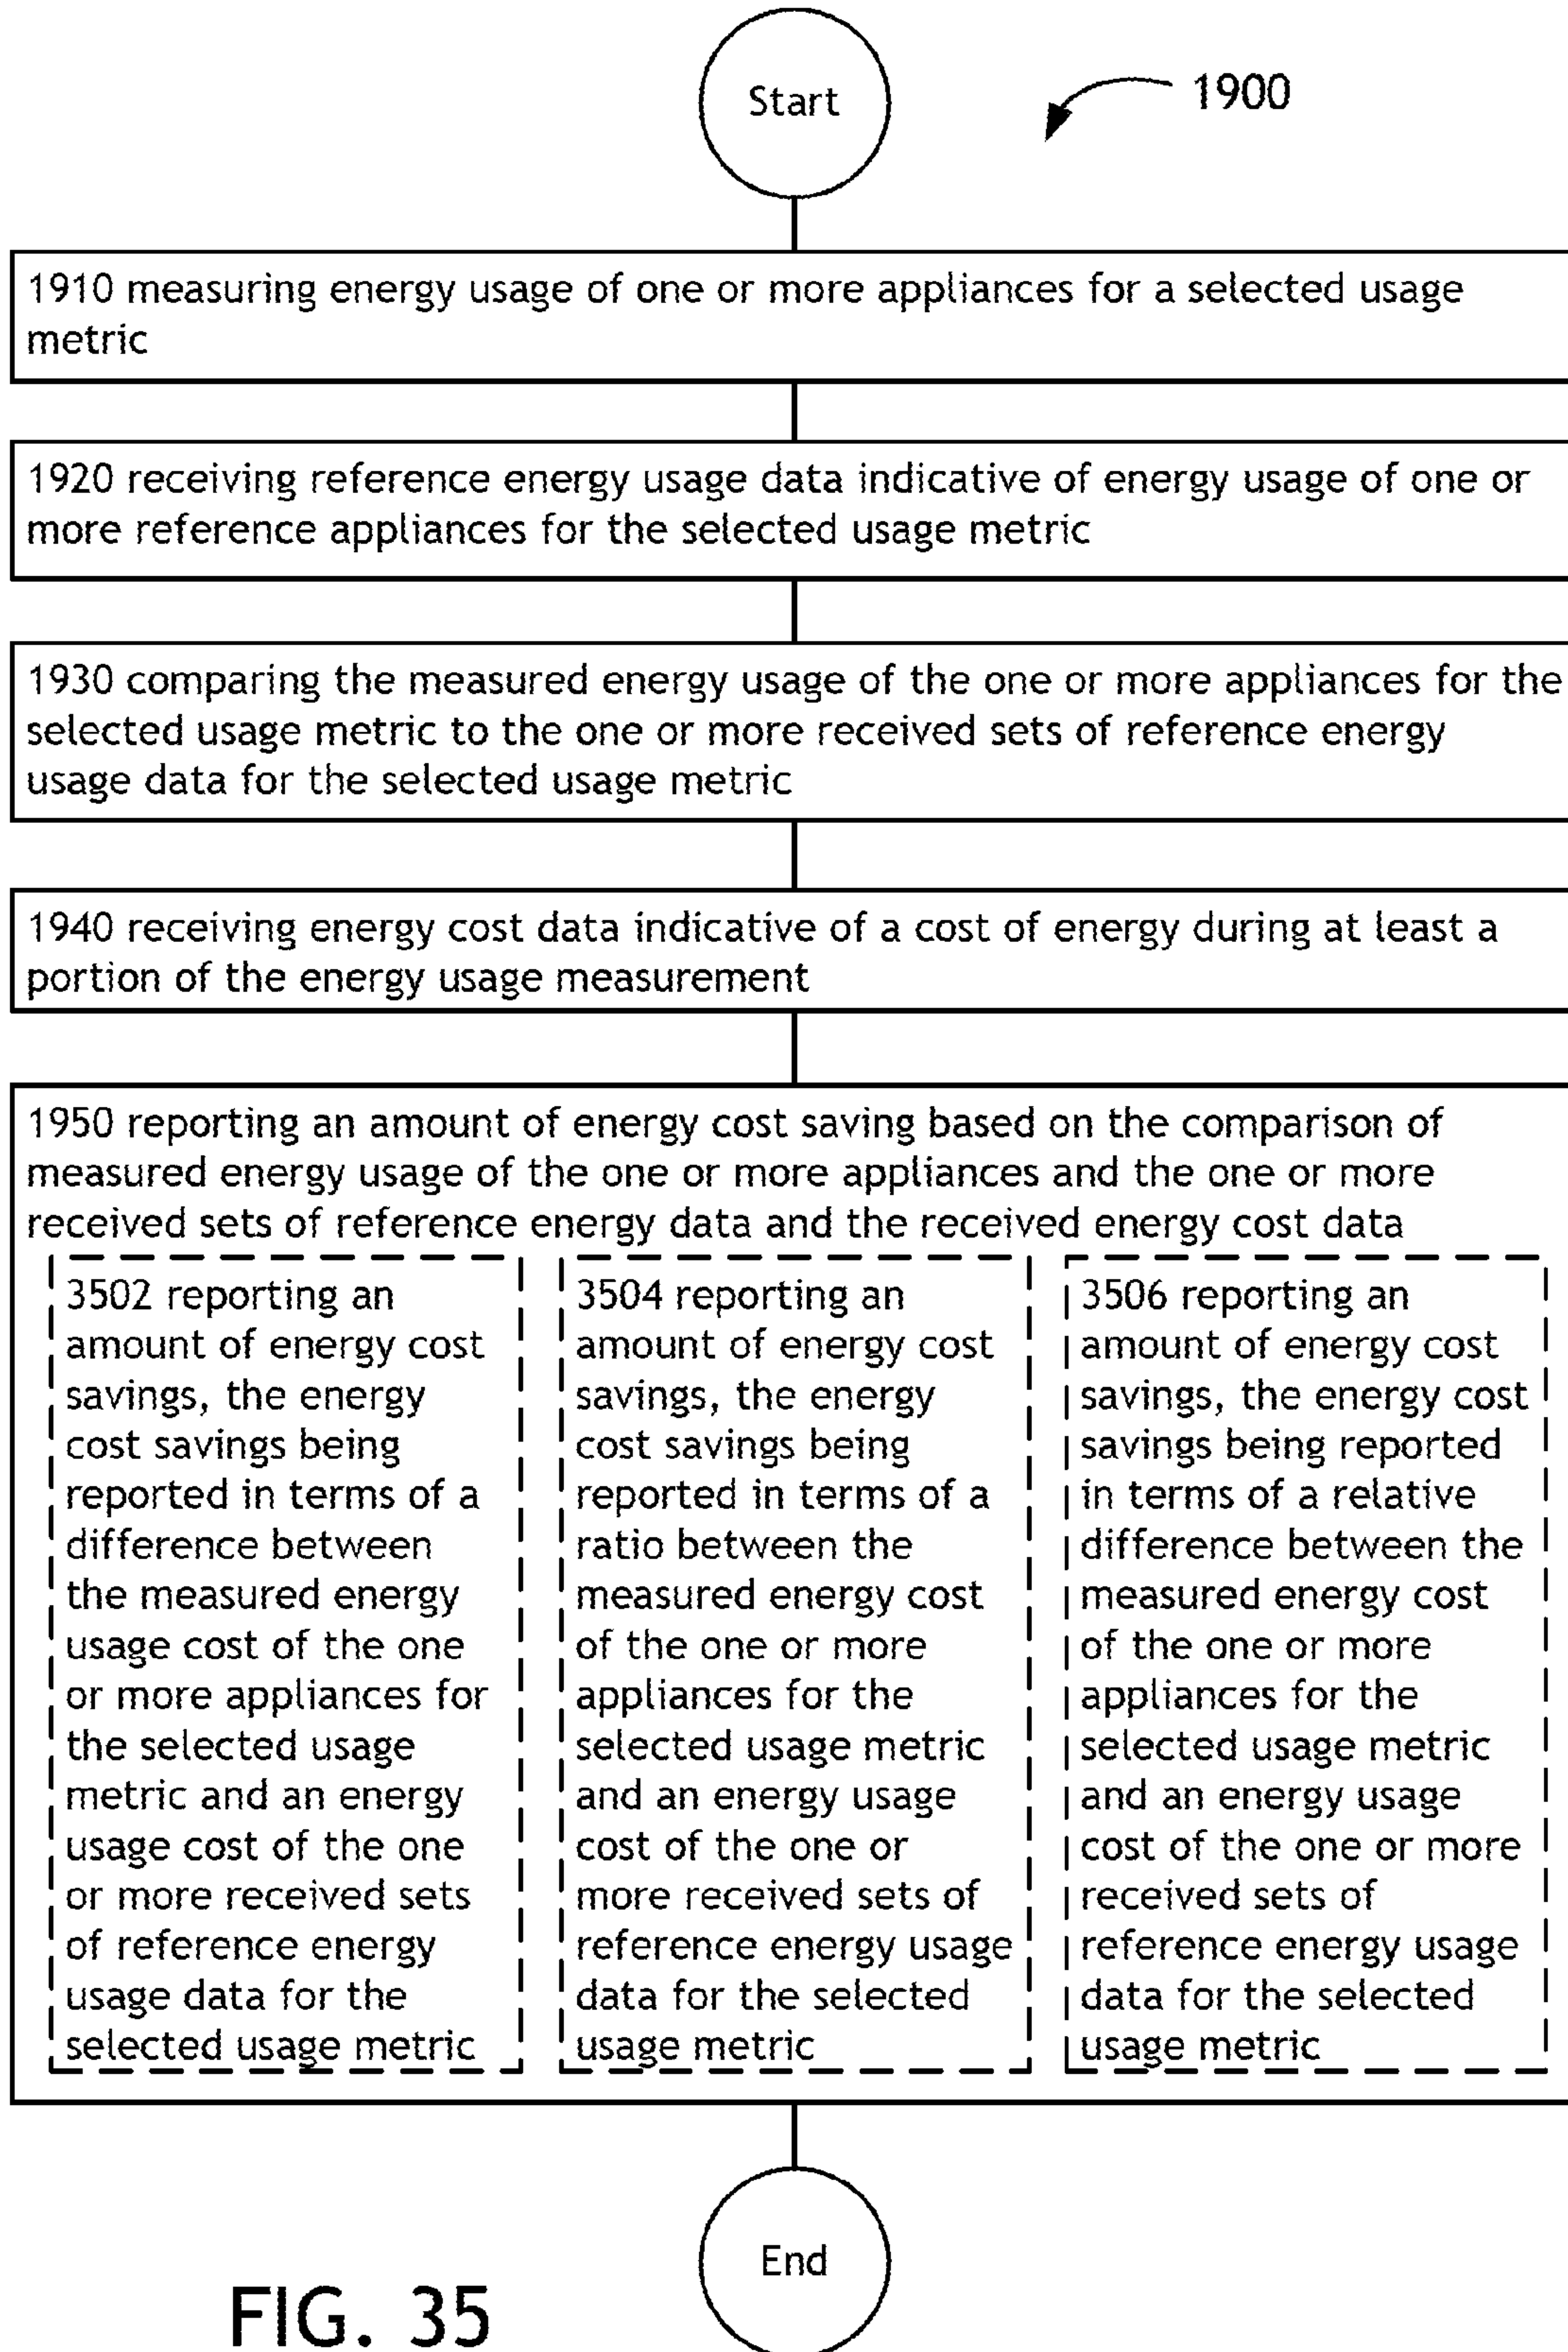 Start
1900
1910 measuring energy usage of one or more appliances for a selected usage
metric
1920 receiving reference energy usage data indicative of energy usage of one or
more reference appliances for the selected usage metric
1930 comparing the measured energy usage of the one or more appliances for the
selected usage metric to the one or more received sets of reference energy
usage data for the selected usage metric
1940 receiving energy cost data indicative of a cost of energy during at least a
portion of the energy usage measurement
1950 reporting an amount of energy cost saving based on the comparison of
measured energy usage of the one or more appliances and the one or more
received sets of reference energy data and the received energy cost data
3502 reporting an
amount of energy cost
savings, the energy
cost savings being
reported in terms of a
difference between
the measured energy
usage cost of the one
or more appliances for
the selected usage
metric and an energy
usage cost of the one
or more received sets
of reference energy
usage data for the
selected usage metric
3504 reporting an
amount of energy cost
savings, the energy
cost savings being
reported in terms of a
ratio between the
measured energy cost
of the one or more
appliances for the
selected usage metric
and an energy usage
cost of the one or
more received sets of
reference energy usage
data for the selected
usage metric
3506 reporting an
amount of energy cost
savings, the energy cost
savings being reported
in terms of a relative
difference between the
measured energy cost
of the one or more
appliances for the
selected usage metric
and an energy usage
cost of the one or more
received sets of
reference energy usage
data for the selected
usage metric
End
FIG. 35